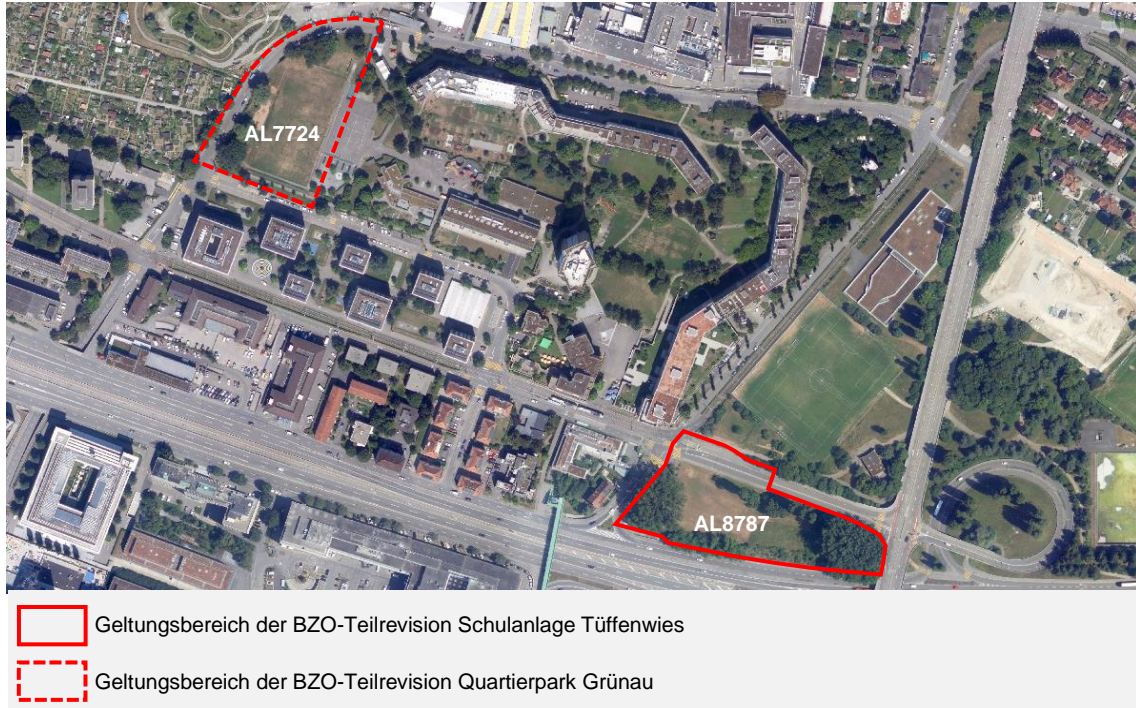 AL7724
AL8787
Geltungsbereich der BZO-Teilrevision Schulanlage Tüffenwies
Geltungsbereich der BZO-Teilrevision Quartierpark Grünau